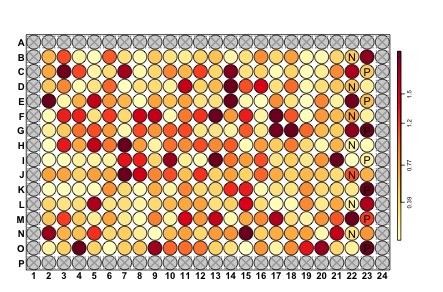 A
B N
C P
D N
E P
F N
G P
H N
I P
J N
K P
L N
M P
N N
O P
P
1 2 3 4 5 6 7 8 9 10 11 12 13 14 15 16 17 18 19 20 21 22 23 24
1.5
1.2
0.77
0.39